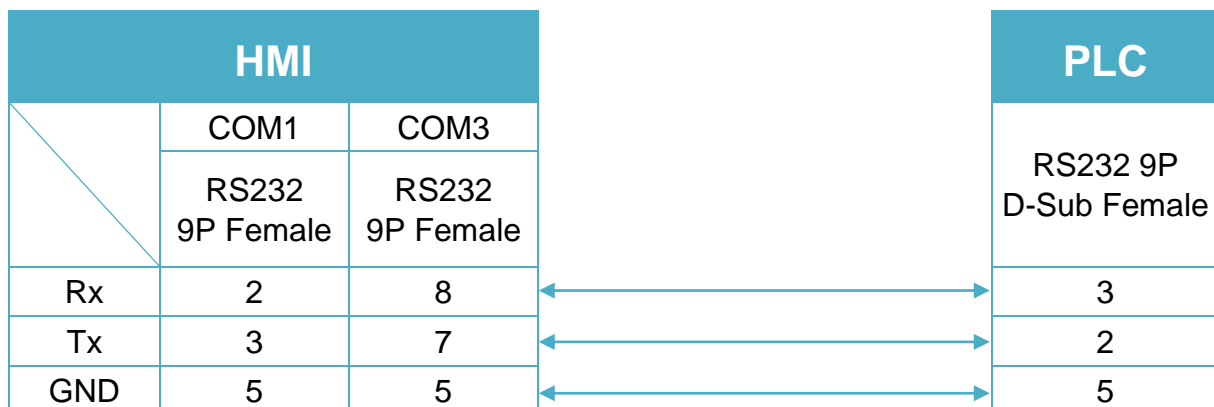 HMI
PLC
COM1 COM3
RS232 9P
D-Sub Female
RS232
9P Female
RS232
9P Female
Rx 2 8 3
Tx 3 7 2
GND 5 5 5